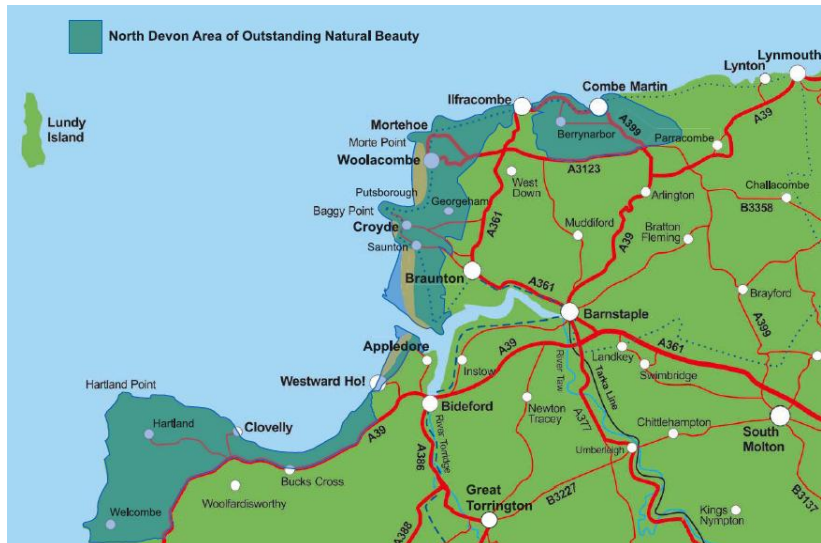 North Devon Area of Outstanding Natural Beauty
Lynmouth
Lynton
Combe Martin
Ilfracombe
A39
Lundy
Island
Mortehoe
Morte Point
Woolacombe
Berrynarbor
A399
Parracombe
A3123
West
Down
Arlington
Challacombe
B3358
Putsborough
Georgeham
Baggy Point
Croyde
Saunton
A361
Muddiford
A39
Bratton
Fleming
Braunton
A361
Brayford
A399
Barnstaple
Appledore
Instow
A39
River Taw
Tarka Line
Landkey
Swimbridge
A361
Westward Ho!
Hartland Point
Hartland
Clovelly
A39
Bideford
Newton
Tracey
A377
Chittlehampton
South
Molton
A386
River Torridge
Umberleigh
Bucks Cross
Woolfardisworthy
Welcombe
Great
Torrington
B3227
A388
Kings
Nympton
B3137